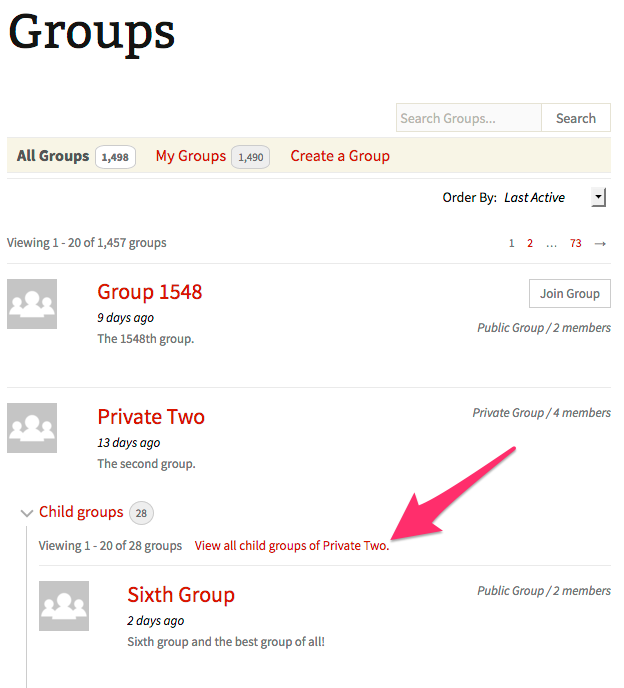 Groups
Search Groups... Search
All Groups 1,498 My Groups 1,490 Create a Group
Order By: Last Active
Viewing 1 - 20 of 1,457 groups 1 2 … 73 →
Group 1548 Join Group
9 days ago
Public Group / 2 members
The 1548th group.
Private Two Private Group / 4 members
13 days ago
The second group.
Child groups 28
Viewing 1 - 20 of 28 groups View all child groups of Private Two.
Sixth Group Public Group / 2 members
2 days ago
Sixth group and the best group of all!